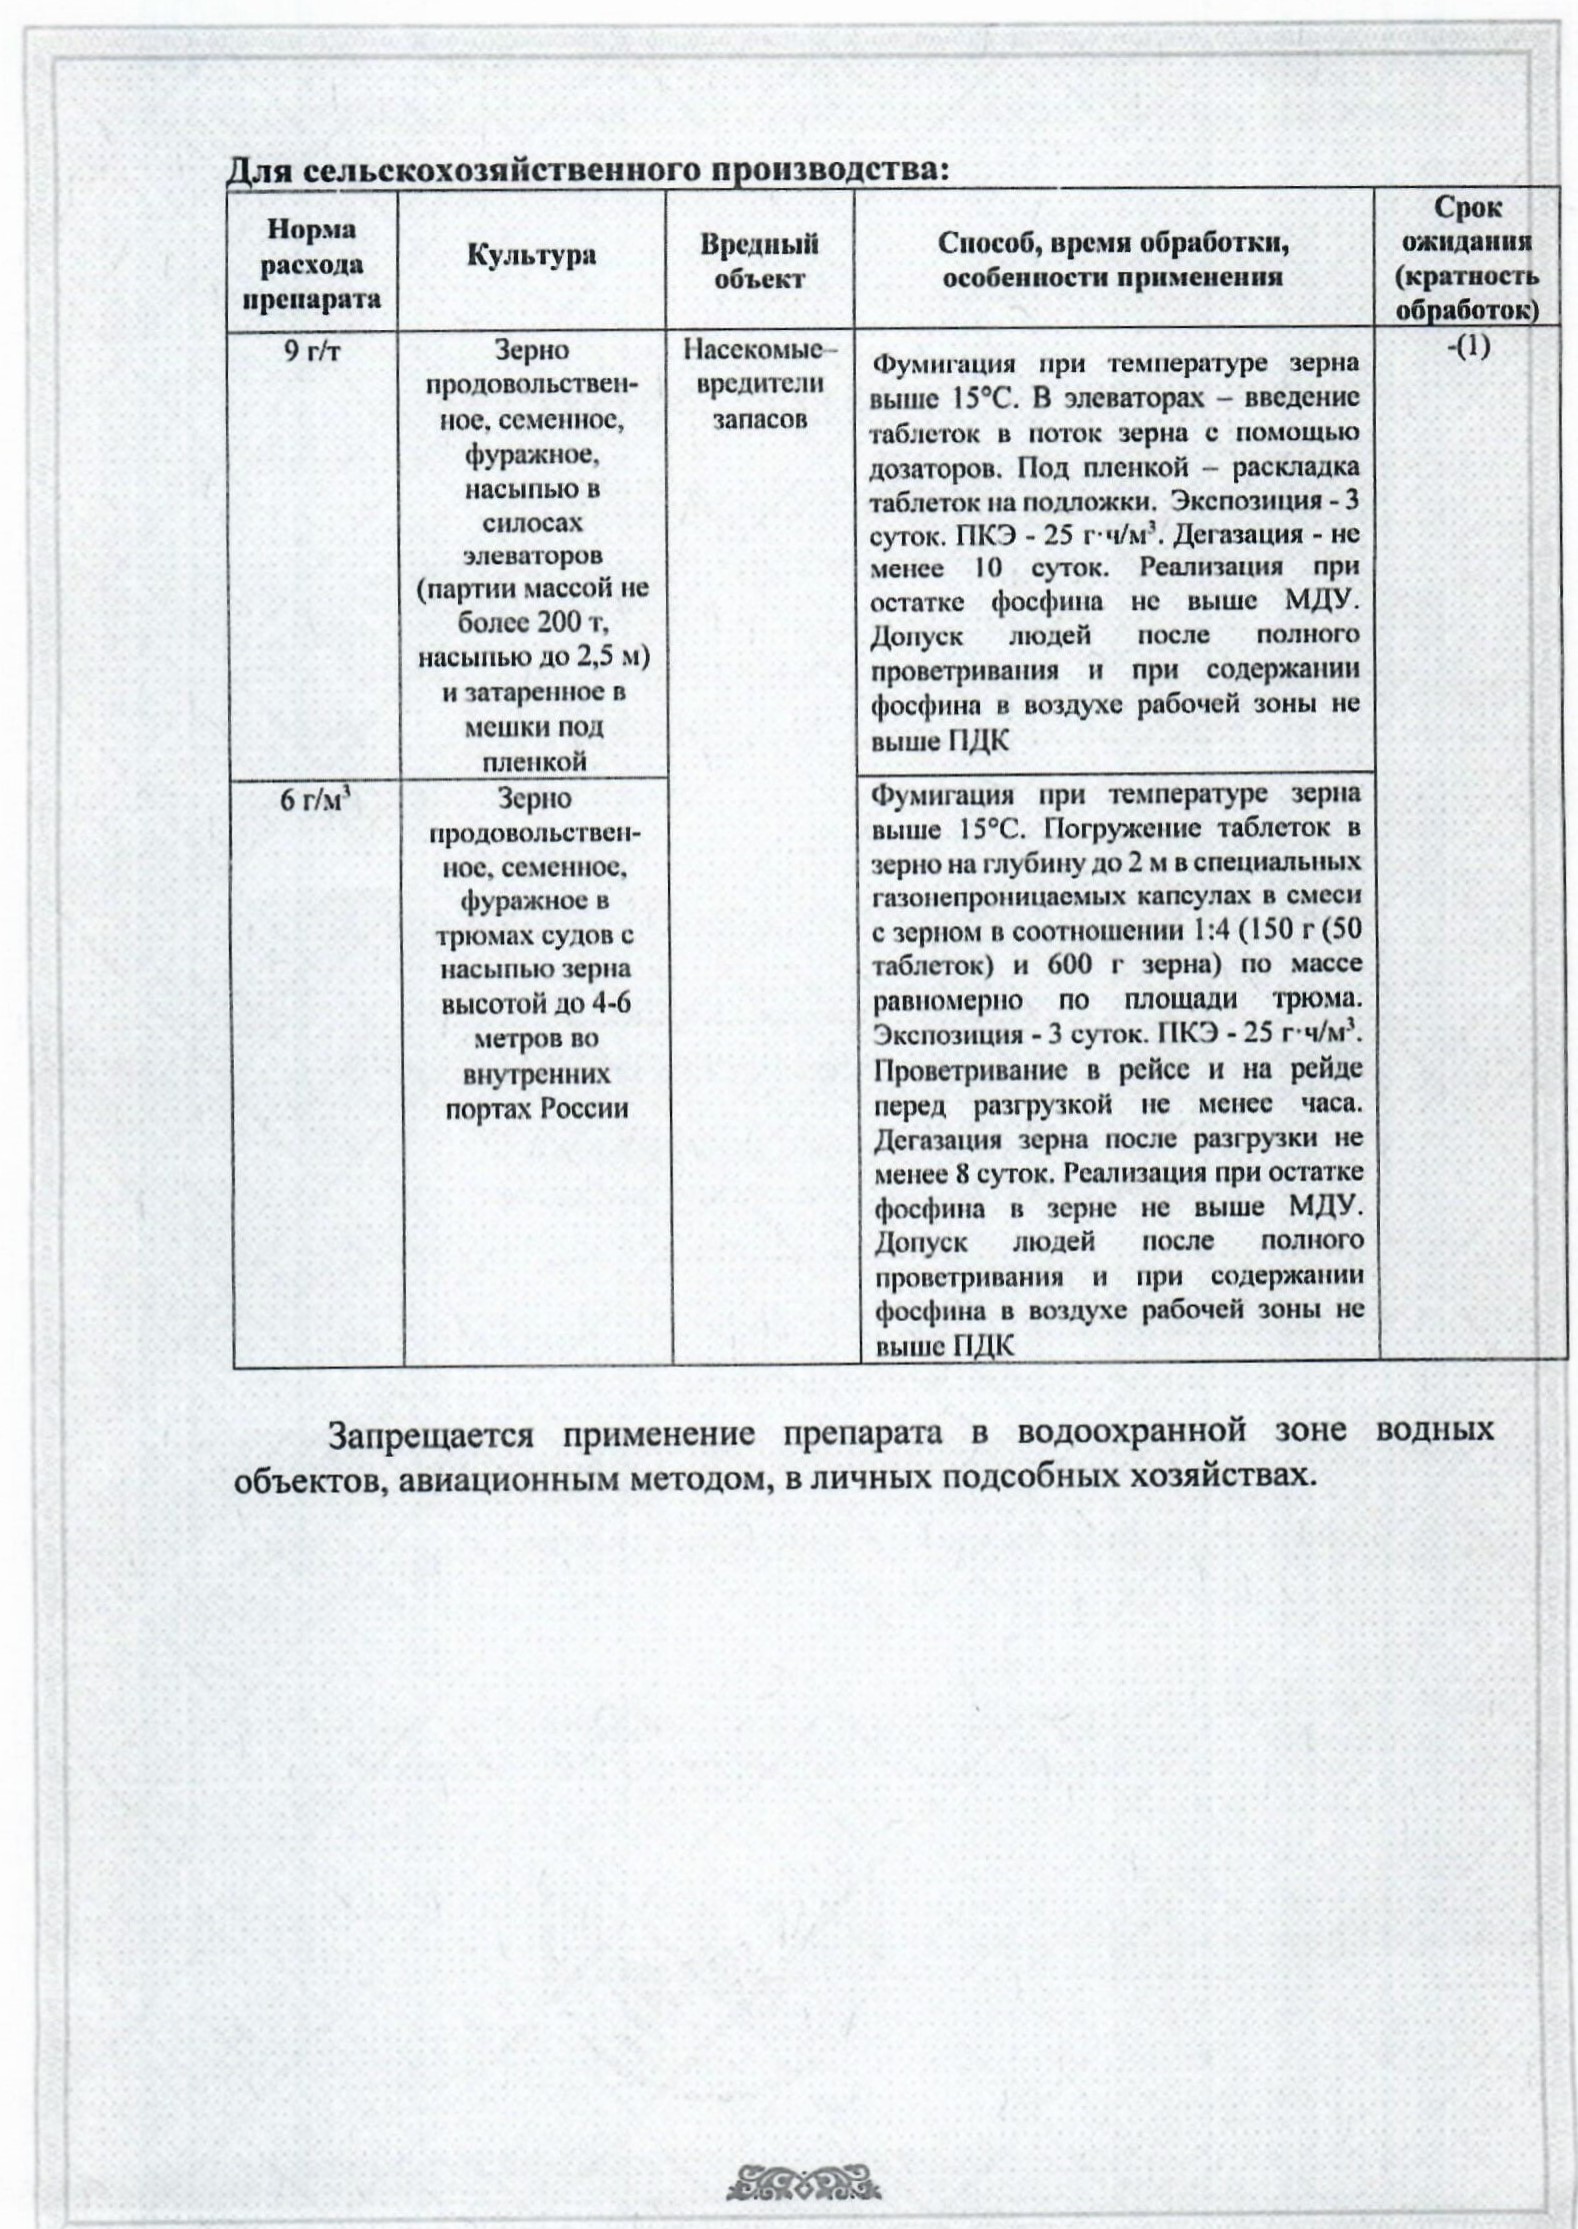 Для сельскохозяйственного производства:
Норма
расхода
препарата
Культура
Вредный
объект
Способ, время обработки,
особенности применения
Срок
ожидания
(кратность
обработок)
9 г/т
Зерно
продовольствен-
ное, семенное,
фуражное,
насыпью в
силосах
элеваторов
(партии массой не
более 200 т,
насыпью до 2,5 м)
и затаренное в
мешки под
пленкой
Насекомые–
вредители
запасов
Фумигация при температуре зерна
выше 15°С. В элеваторах – введение
таблеток в поток зерна с помощью
дозаторов. Под пленкой – раскладка
таблеток на подложки. Экспозиция - 3
суток. ПКЭ - 25 г·ч/м³. Дегазация - не
менее 10 суток. Реализация при
остатке фосфина не выше МДУ.
Допуск людей после полного
проветривания и при содержании
фосфина в воздухе рабочей зоны не
выше ПДК
-(1)
6 г/м³
Зерно
продовольствен-
ное, семенное,
фуражное в
трюмах судов с
насыпью зерна
высотой до 4-6
метров во
внутренних
портах России
Фумигация при температуре зерна
выше 15°С. Погружение таблеток в
зерно на глубину до 2 м в специальных
газонепроницаемых капсулах в смеси
с зерном в соотношении 1:4 (150 г (50
таблеток) и 600 г зерна) по массе
равномерно по площади трюма.
Экспозиция - 3 суток. ПКЭ - 25 г·ч/м³.
Проветривание в рейсе и на рейде
перед разгрузкой не менее часа.
Дегазация зерна после разгрузки не
менее 8 суток. Реализация при остатке
фосфина в зерне не выше МДУ.
Допуск людей после полного
проветривания и при содержании
фосфина в воздухе рабочей зоны не
выше ПДК
Запрещается применение препарата в водоохранной зоне водных
объектов, авиационным методом, в личных подсобных хозяйствах.